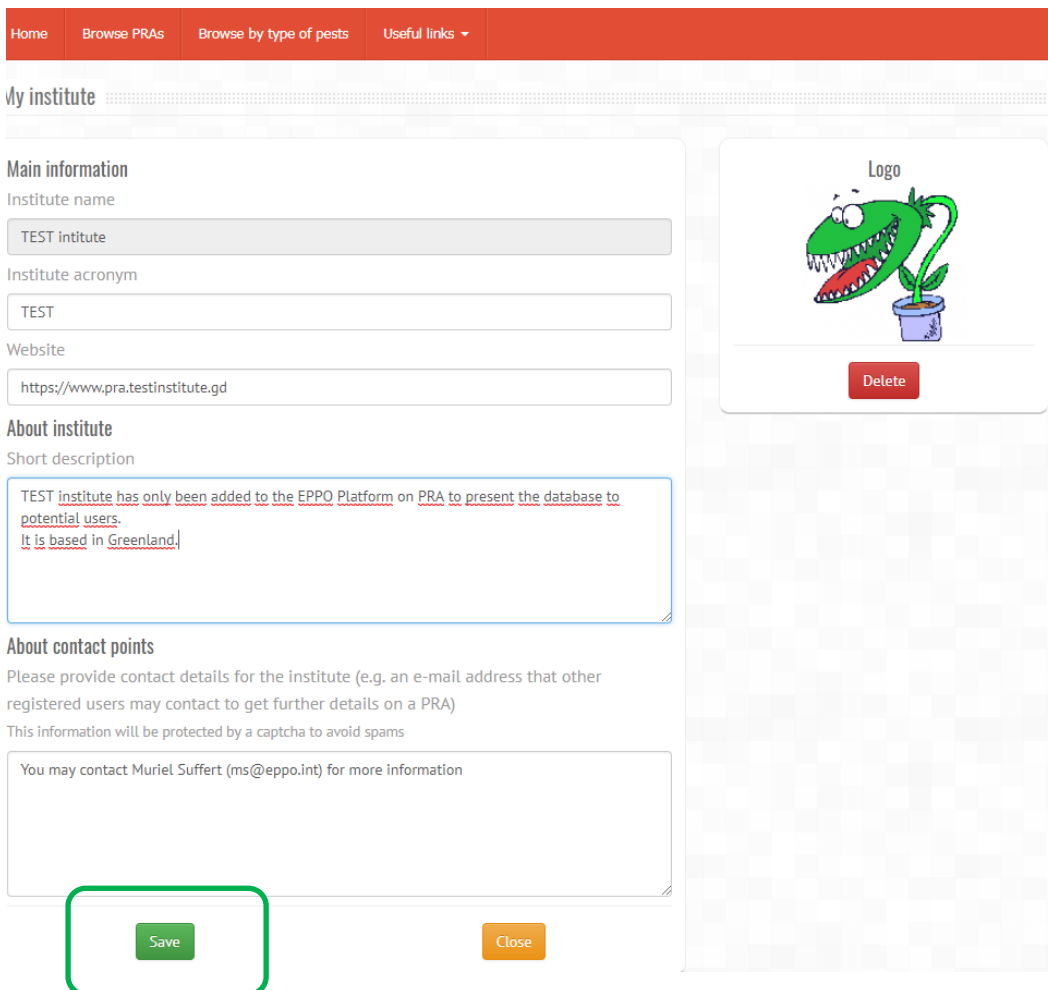 Home Browse PRAs Browse by type of pests Useful links
My institute
Main information
Institute name
TEST intitute
Institute acronym
TEST
Website
https://www.pra.testinstitute.gd
About institute
Short description
TEST institute has only been added to the EPPO Platform on PRA to present the database to
potential users.
It is based in Greenland.
About contact points
Please provide contact details for the institute (e.g. an e-mail address that other
registered users may contact to get further details on a PRA)
This information will be protected by a captcha to avoid spams
You may contact Muriel Suffert (ms@eppo.int) for more information
Save Close
Logo
Delete